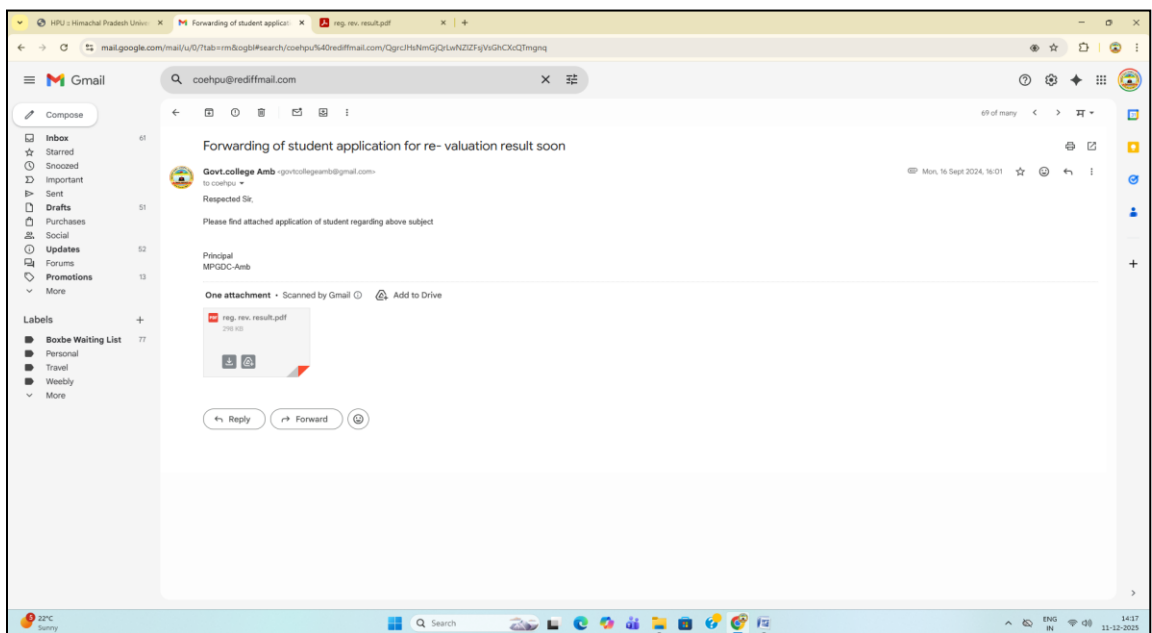 HPU :: Himachal Pradesh Univer
Forwarding of student applicati
reg. rev. result.pdf
mail.google.com/mail/u/0/?tab=rm&ogbl#search/coehpu%40rediffmail.com/QgrcJHsNmGjQrLwNZlZFsjVsGhCXcQTmgnq
Gmail
coehpu@rediffmail.com
Compose
69 of many
Inbox 61
Starred
Snoozed
Important
Sent
Drafts 51
Purchases
Social
Updates 52
Forums
Promotions 13
More
Labels
Boxbe Waiting List 77
Personal
Travel
Weebly
More
Forwarding of student application for re- valuation result soon
Govt.college Amb <govtcollegeamb@gmail.com>
Mon, 16 Sept 2024, 16:01
to coehpu
Respected Sir,
Please find attached application of student regarding above subject
Principal
MPGDC-Amb
One attachment • Scanned by Gmail
Add to Drive
PDF reg. rev. result.pdf
298 KB
Reply
Forward
3
22°C
Sunny
Search
ENG
IN
14:17
11-12-2025